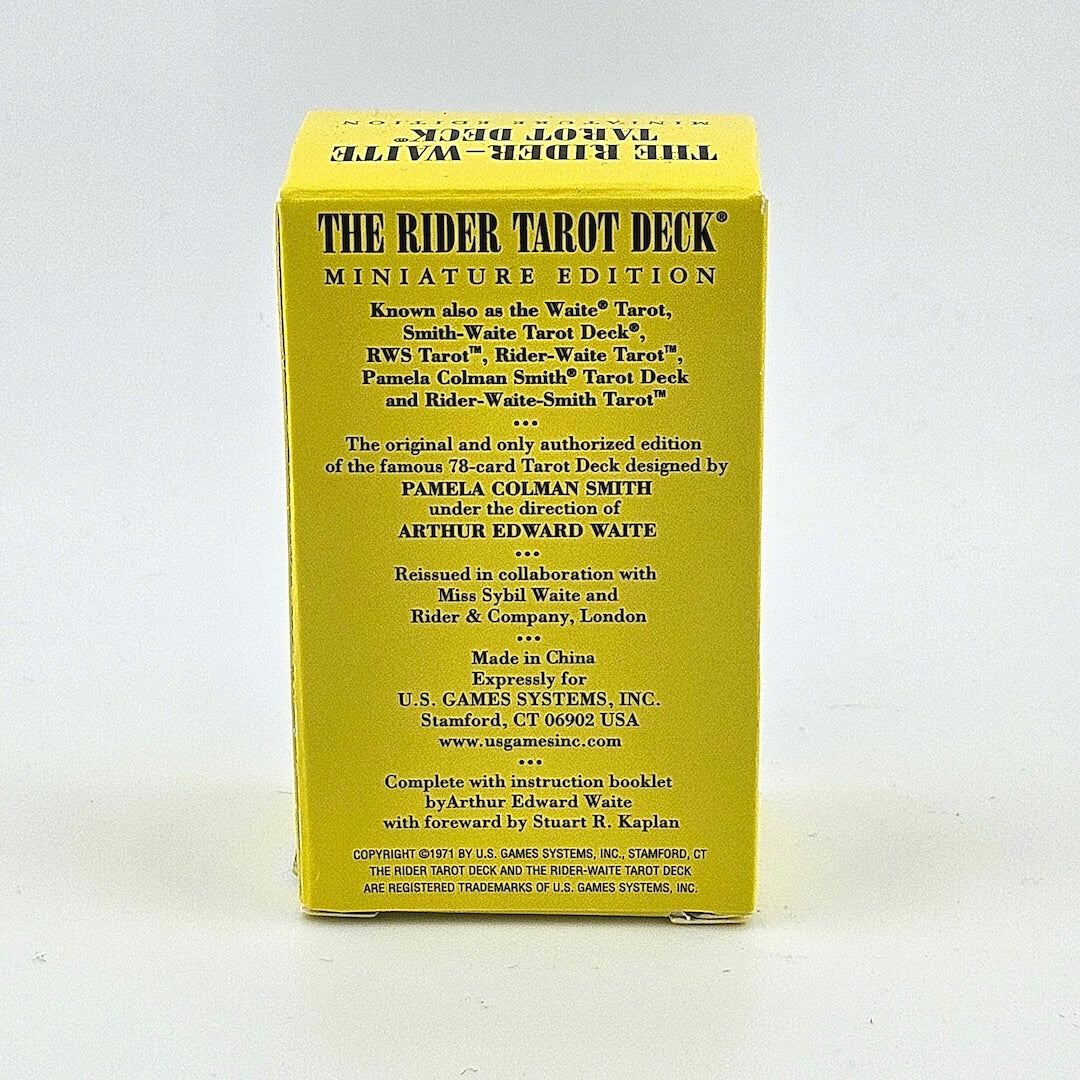 THE RIDER-WAITE
TAROT DECK®
MINIATURE EDITION
THE RIDER TAROT DECK®
MINIATURE EDITION
Known also as the Waite® Tarot,
Smith-Waite Tarot Deck®,
RWS Tarot™, Rider-Waite Tarot™,
Pamela Colman Smith® Tarot Deck
and Rider-Waite-Smith Tarot™
•••
The original and only authorized edition
of the famous 78-card Tarot Deck designed by
PAMELA COLMAN SMITH
under the direction of
ARTHUR EDWARD WAITE
•••
Reissued in collaboration with
Miss Sybil Waite and
Rider & Company, London
•••
Made in China
Expressly for
U.S. GAMES SYSTEMS, INC.
Stamford, CT 06902 USA
www.usgamesinc.com
•••
Complete with instruction booklet
byArthur Edward Waite
with foreward by Stuart R. Kaplan
COPYRIGHT ©1971 BY U.S. GAMES SYSTEMS, INC., STAMFORD, CT
THE RIDER TAROT DECK AND THE RIDER-WAITE TAROT DECK
ARE REGISTERED TRADEMARKS OF U.S. GAMES SYSTEMS, INC.